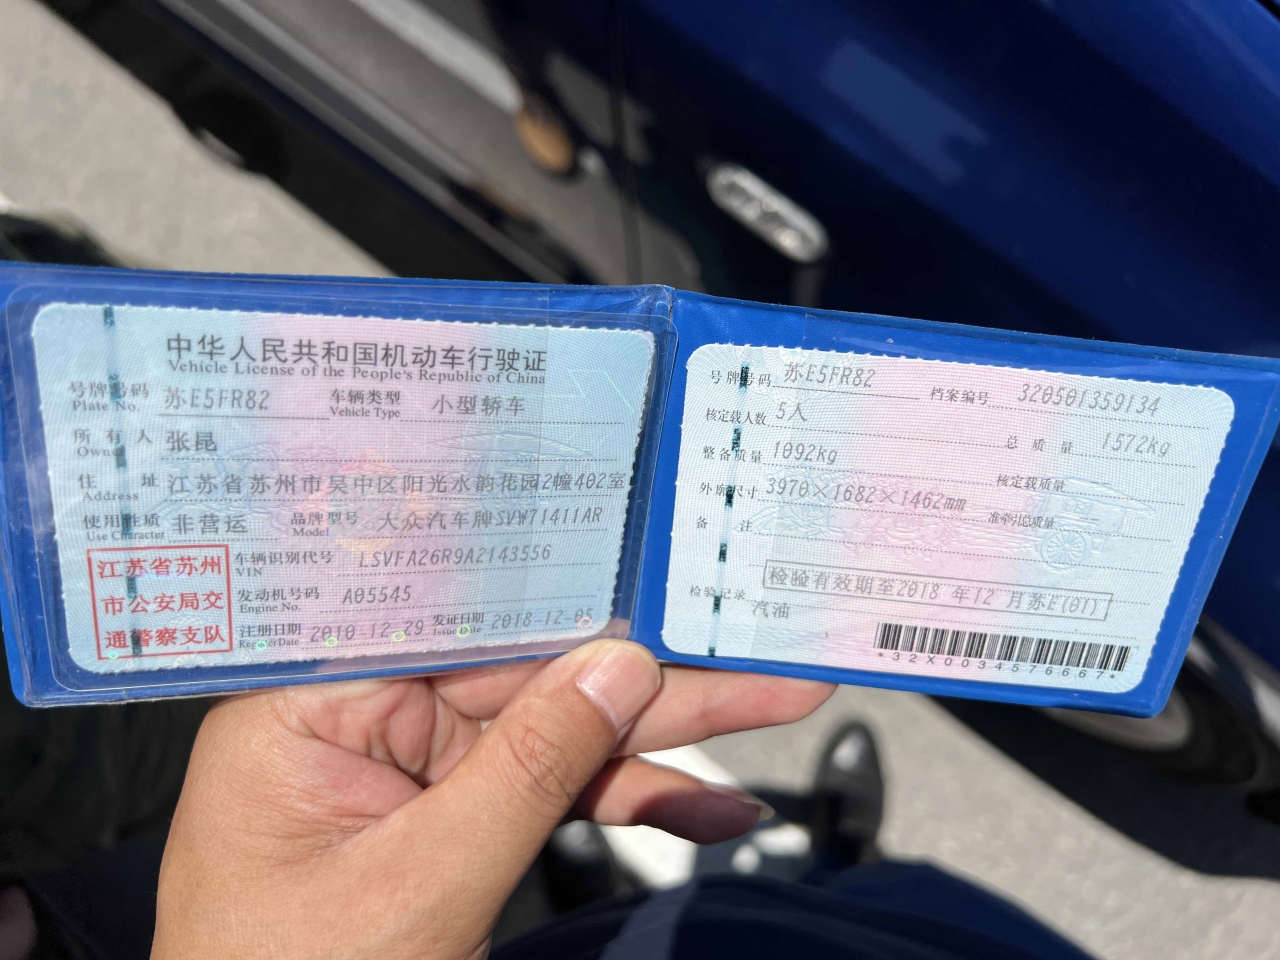 中华人民共和国机动车行驶证
Vehicle License of the People's Republic of China
号牌号码 苏E5FR82 车辆类型 小型轿车
Plate No. Vehicle Type
所有人 张昆
Owner
住址 江苏省苏州市吴中区阳光水韵花园2幢402室
Address
使用性质 非营运 品牌型号 大众汽车牌SVW71411AR
Use Character Model
江苏省苏州
市公安局交
通警察支队
车辆识别代号 LSVFA26R9A2143556
VIN
发动机号码 A05545
Engine No.
注册日期 2010-12-29 发证日期 2018-12-05
Register Date Issue Date
号牌号码 苏E5FR82 档案编号 320501359134
核定载人数 5人 总质量 1572kg
整备质量 1092kg 核定载质量
外廓尺寸 3970×1682×1462mm 准牵引总质量 --
备注
检验有效期至2018 年12 月苏E(01)
检验记录
汽油
*32X0034576667*